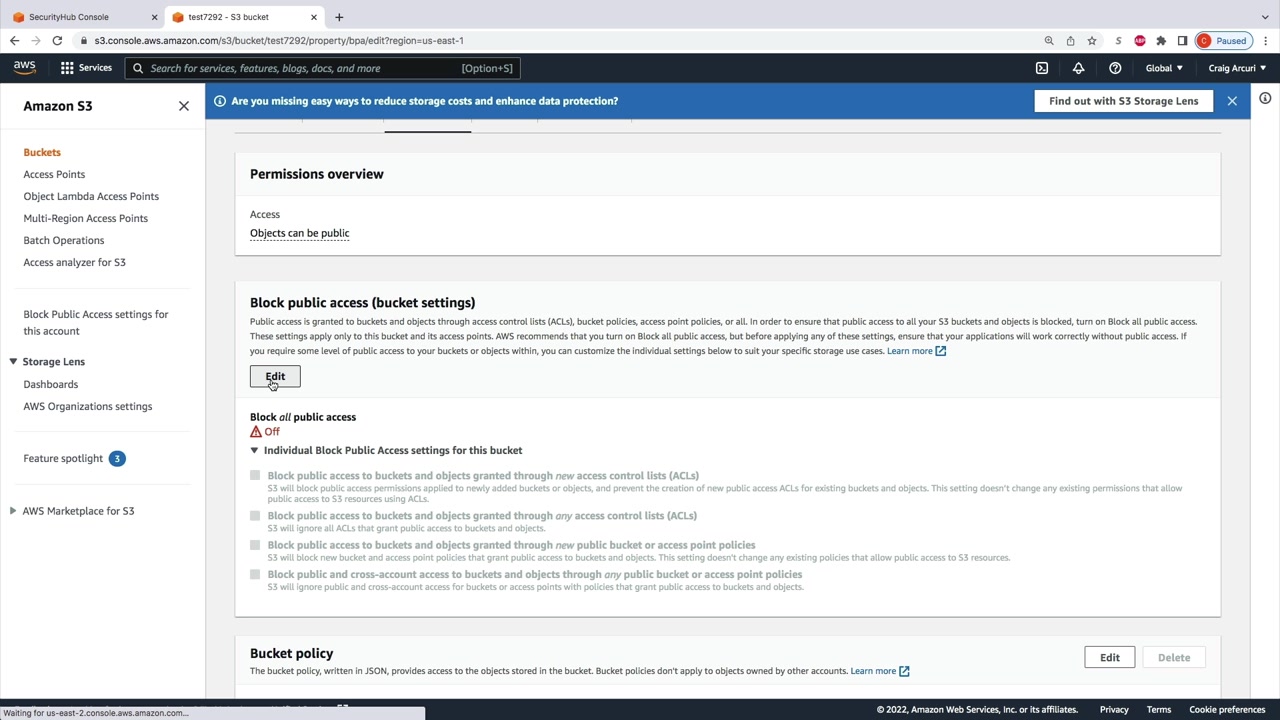 SecurityHub Console
test7292 - S3 bucket
s3.console.aws.amazon.com/s3/bucket/test7292/property/bpa/edit?region=us-east-1
S
ABP
C Paused
aws
Services
Search for services, features, blogs, docs, and more
[Option+S]
Global
Craig Arcuri
Amazon S3
Buckets
Access Points
Object Lambda Access Points
Multi-Region Access Points
Batch Operations
Access analyzer for S3
Block Public Access settings for
this account
Storage Lens
Dashboards
AWS Organizations settings
Feature spotlight 3
AWS Marketplace for S3
Are you missing easy ways to reduce storage costs and enhance data protection?
Find out with S3 Storage Lens
Permissions overview
Access
Objects can be public
Block public access (bucket settings)
Public access is granted to buckets and objects through access control lists (ACLs), bucket policies, access point policies, or all. In order to ensure that public access to all your S3 buckets and objects is blocked, turn on Block all public access.
These settings apply only to this bucket and its access points. AWS recommends that you turn on Block all public access, but before applying any of these settings, ensure that your applications will work correctly without public access. If
you require some level of public access to your buckets or objects within, you can customize the individual settings below to suit your specific storage use cases. Learn more
Edit
Block all public access
Off
Individual Block Public Access settings for this bucket
Block public access to buckets and objects granted through new access control lists (ACLs)
S3 will block public access permissions applied to newly added buckets or objects, and prevent the creation of new public access ACLs for existing buckets and objects. This setting doesn't change any existing permissions that allow
public access to S3 resources using ACLs.
Block public access to buckets and objects granted through any access control lists (ACLs)
S3 will ignore all ACLs that grant public access to buckets and objects.
Block public access to buckets and objects granted through new public bucket or access point policies
S3 will block new bucket and access point policies that grant public access to buckets and objects. This setting doesn't change any existing policies that allow public access to S3 resources.
Block public and cross-account access to buckets and objects through any public bucket or access point policies
S3 will ignore public and cross-account access for buckets or access points with policies that grant public access to buckets and objects.
Bucket policy
The bucket policy, written in JSON, provides access to the objects stored in the bucket. Bucket policies don't apply to objects owned by other accounts. Learn more
Edit
Delete
Waiting for us-east-2.console.aws.amazon.com...
© 2022, Amazon Web Services, Inc. or its affiliates.
Privacy
Terms
Cookie preferences